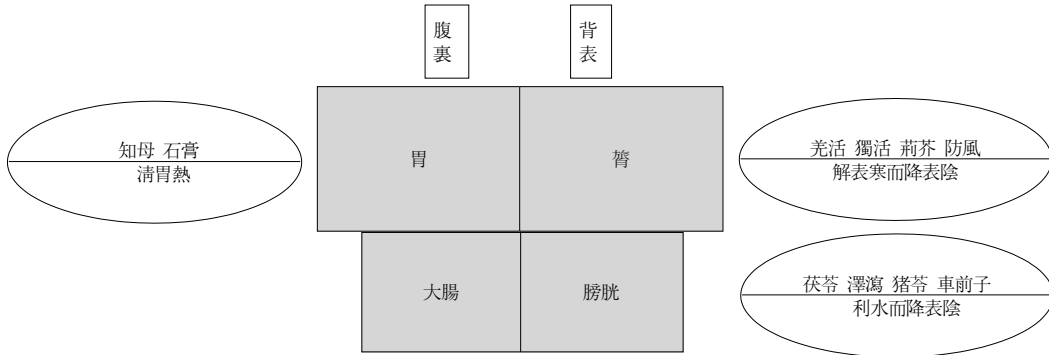 腹裏
背表
知母 石膏
淸胃熱
胃
膂
羌活 獨活 荊芥 防風
解表寒而降表陰
大腸
膀胱
茯苓 澤瀉 猪苓 車前子
利水而降表陰